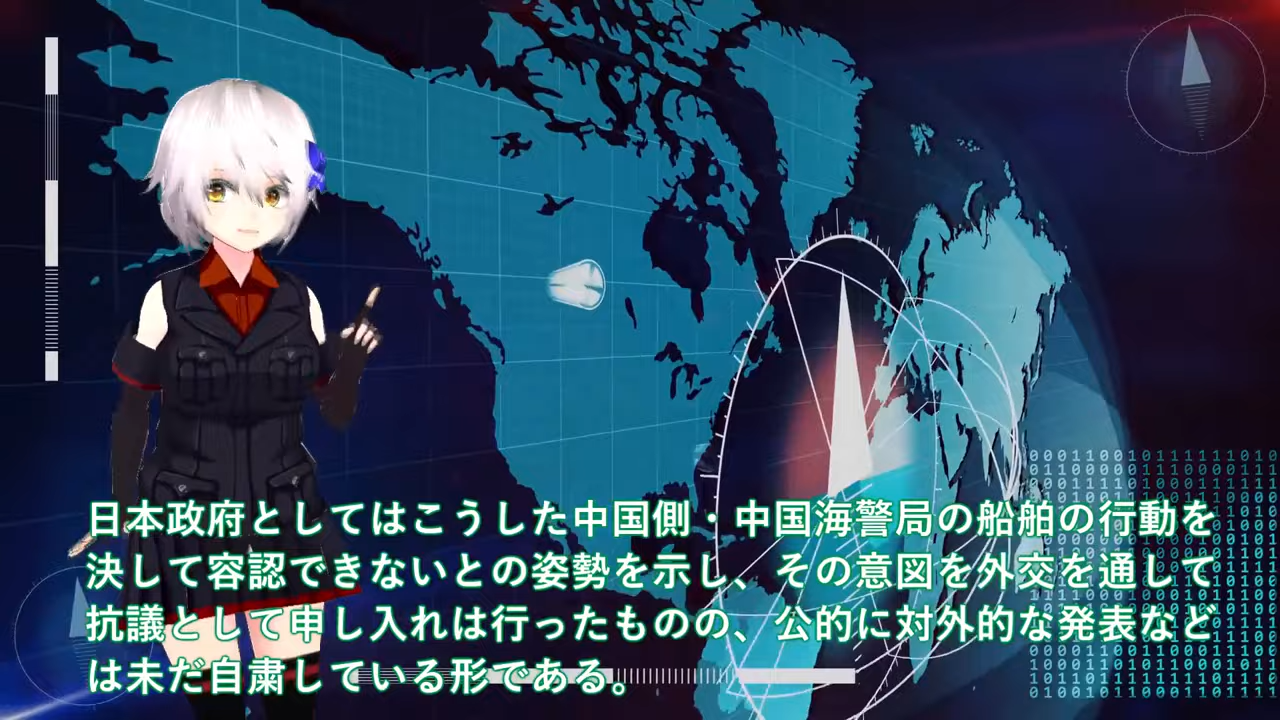 日本政府としてはこうした中国側・中国海警局の船舶の行動を
決して容認できないとの姿勢を示し、その意図を外交を通して
抗議として申し入れは行ったものの、公的に対外的な発表など
は未だ自粛している形である。